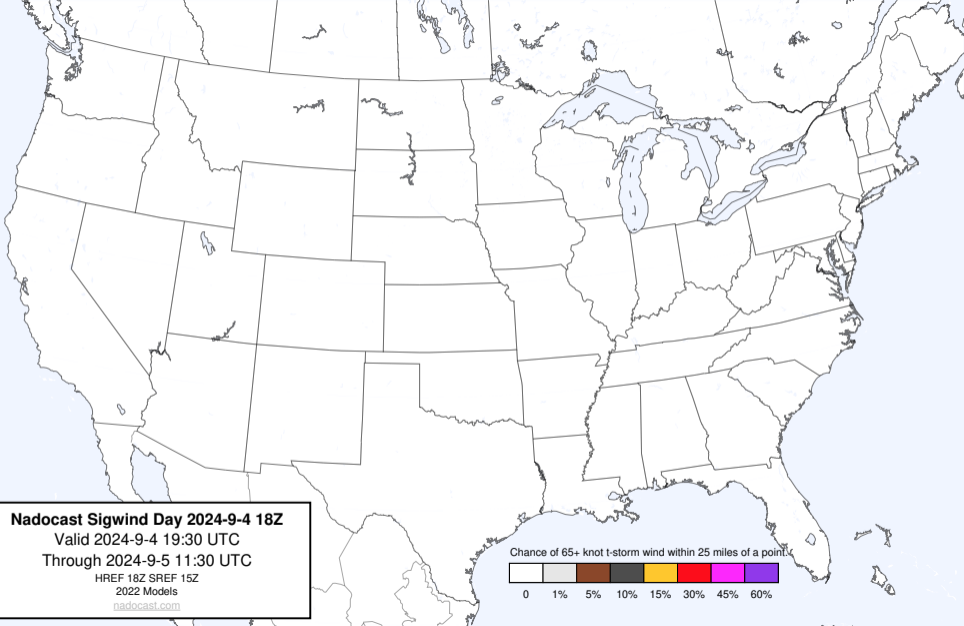 Nadocast Sigwind Day 2024-9-4 18Z
Valid 2024-9-4 19:30 UTC
Through 2024-9-5 11:30 UTC
HREF 18Z SREF 15Z
2022 Models
nadocast.com
Chance of 65+ knot t-storm wind within 25 miles of a point.
0 1% 5% 10% 15% 30% 45% 60%